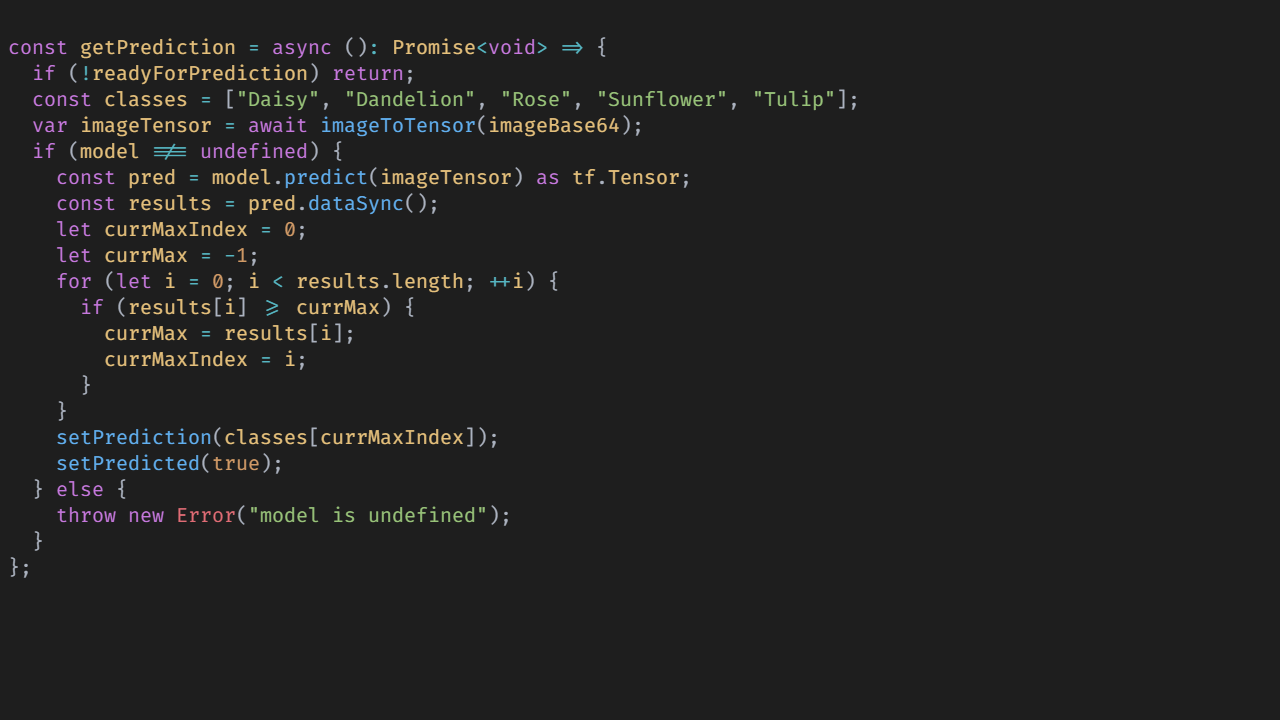 const getPrediction = async (): Promise<void> => {
  if (!readyForPrediction) return;
  const classes = ["Daisy", "Dandelion", "Rose", "Sunflower", "Tulip"];
  var imageTensor = await imageToTensor(imageBase64);
  if (model !== undefined) {
    const pred = model.predict(imageTensor) as tf.Tensor;
    const results = pred.dataSync();
    let currMaxIndex = 0;
    let currMax = -1;
    for (let i = 0; i < results.length; ++i) {
      if (results[i] >= currMax) {
        currMax = results[i];
        currMaxIndex = i;
      }
    }
    setPrediction(classes[currMaxIndex]);
    setPredicted(true);
  } else {
    throw new Error("model is undefined");
  }
};